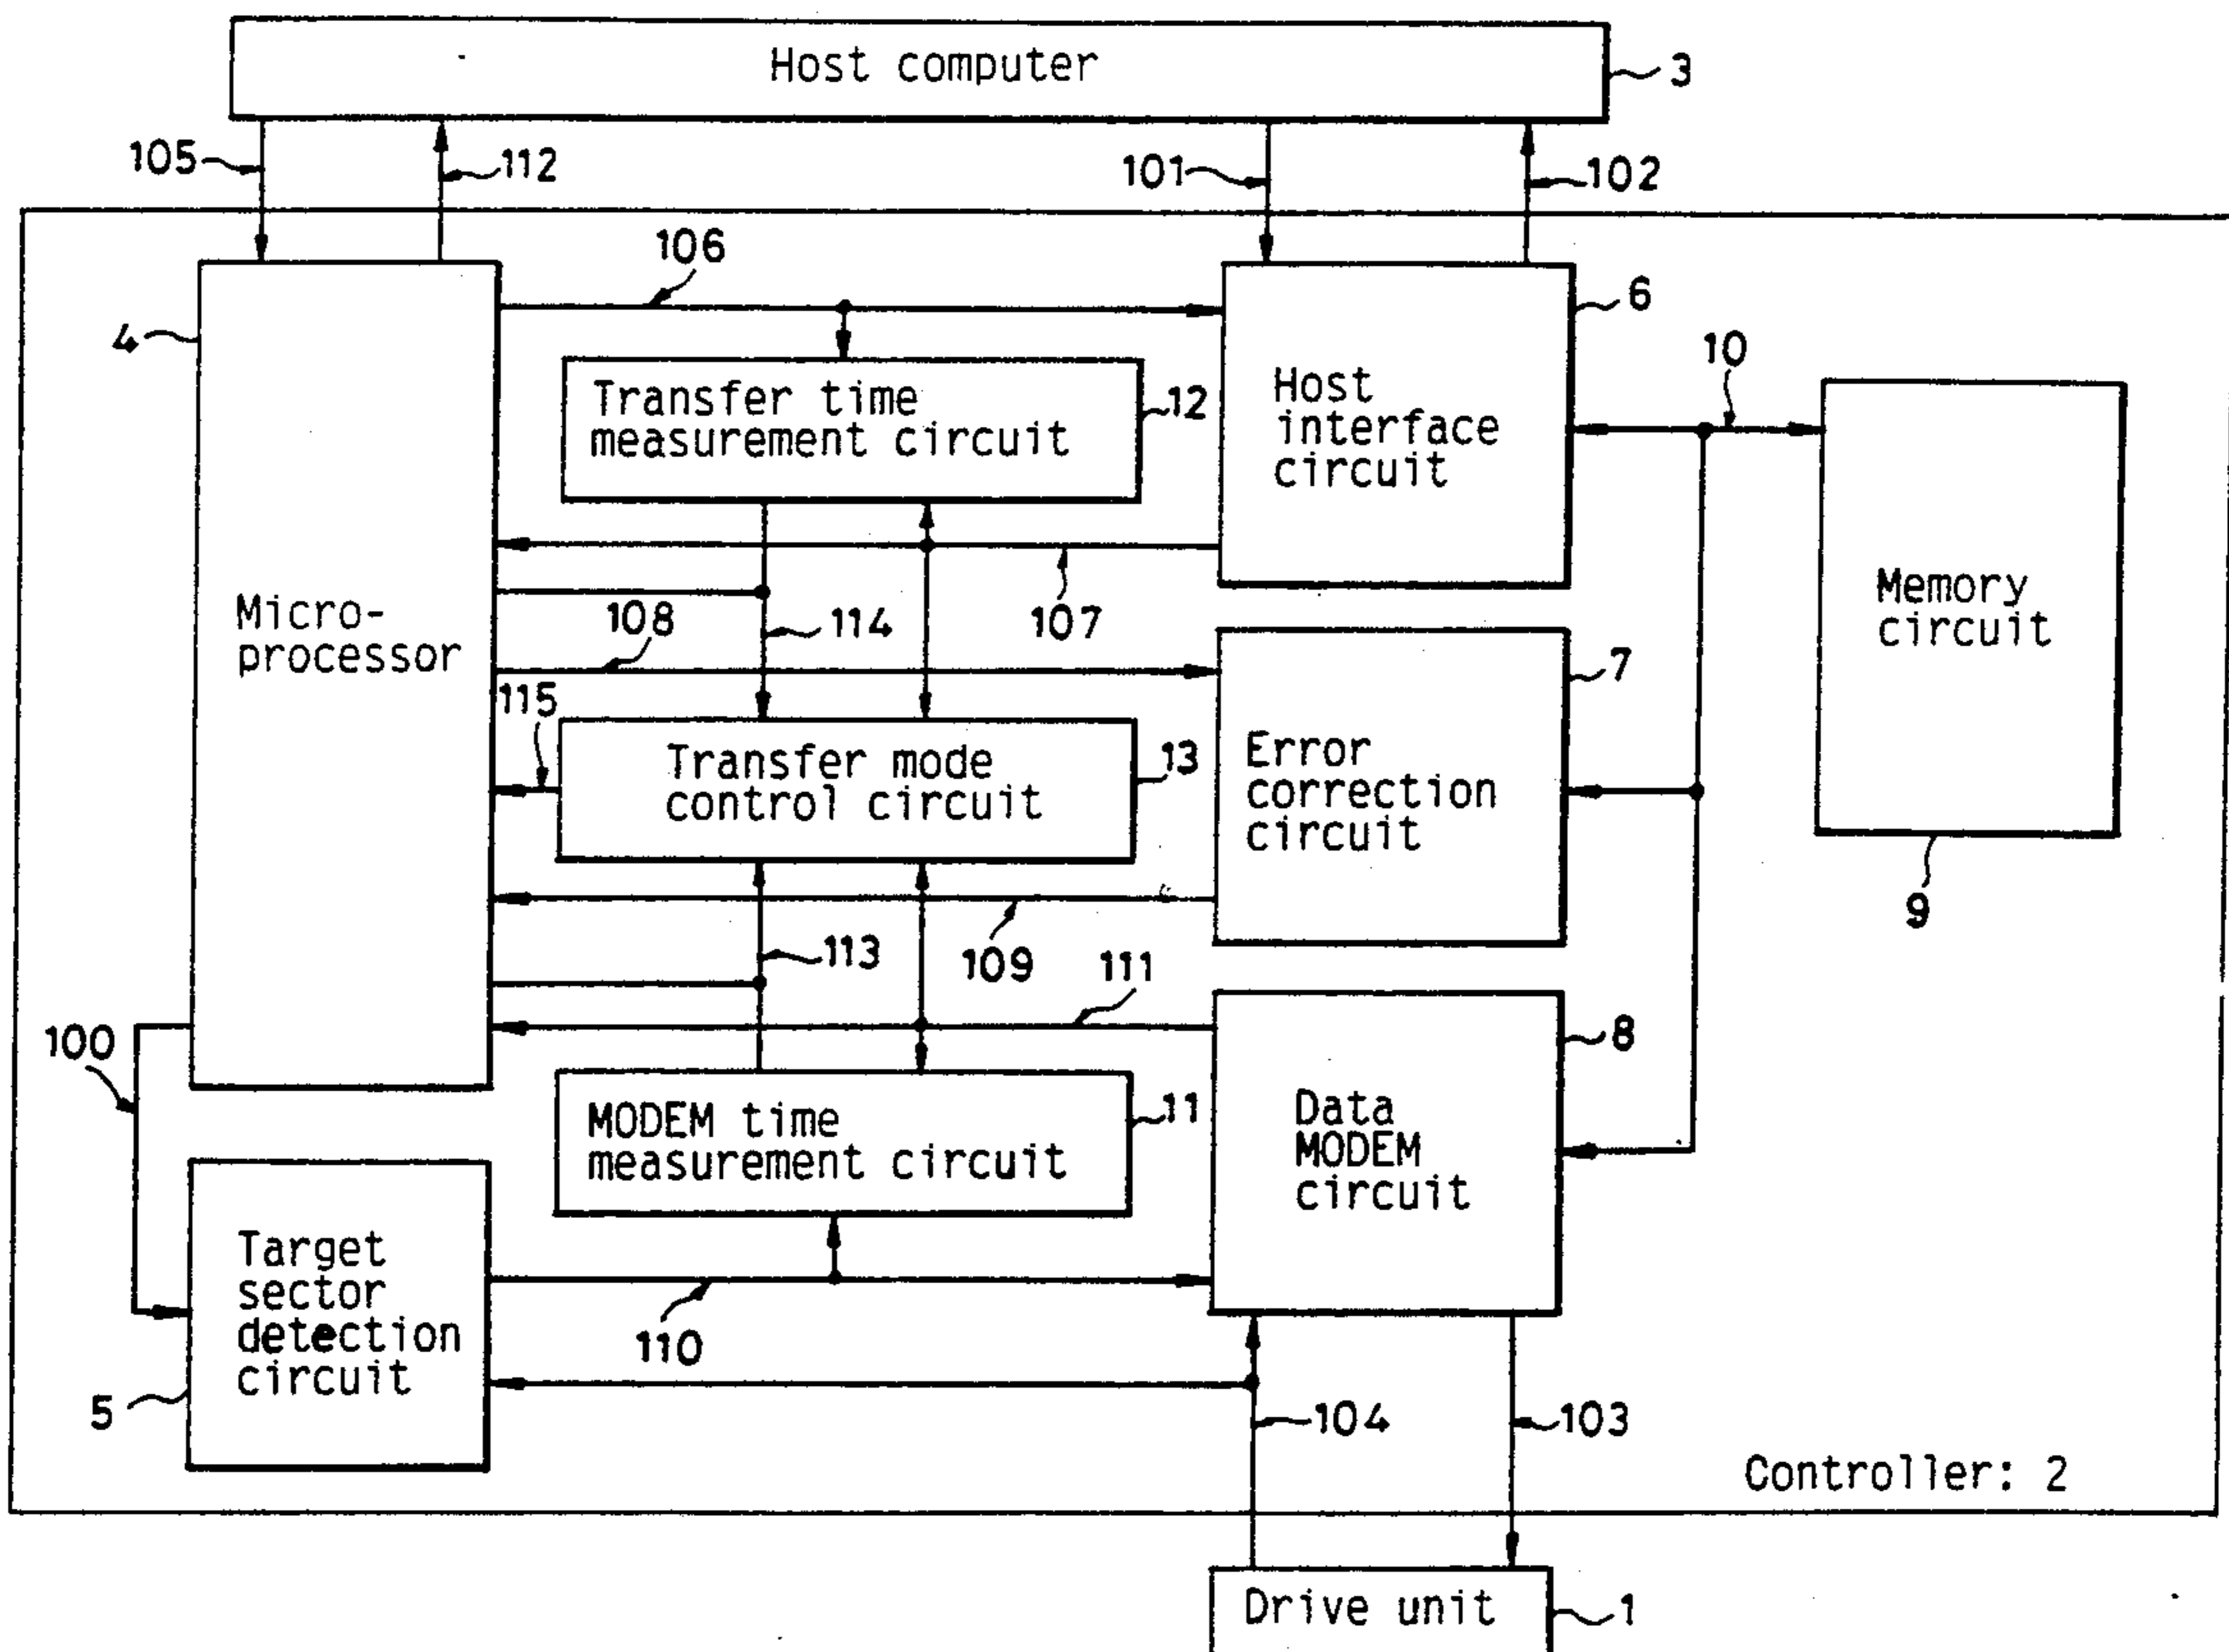 Host computer
3
105
112
101
102
106
4
6
10
Transfer time
measurement circuit
12
Host
interface
circuit
Micro-
processor
108
114
107
Memory
circuit
7
115
Transfer mode
control circuit
13
Error
correction
circuit
9
113
109
111
100
8
MODEM time
measurement circuit
11
Data
MODEM
circuit
Target
sector
detection
circuit
110
5
104
103
Controller: 2
Drive unit
1